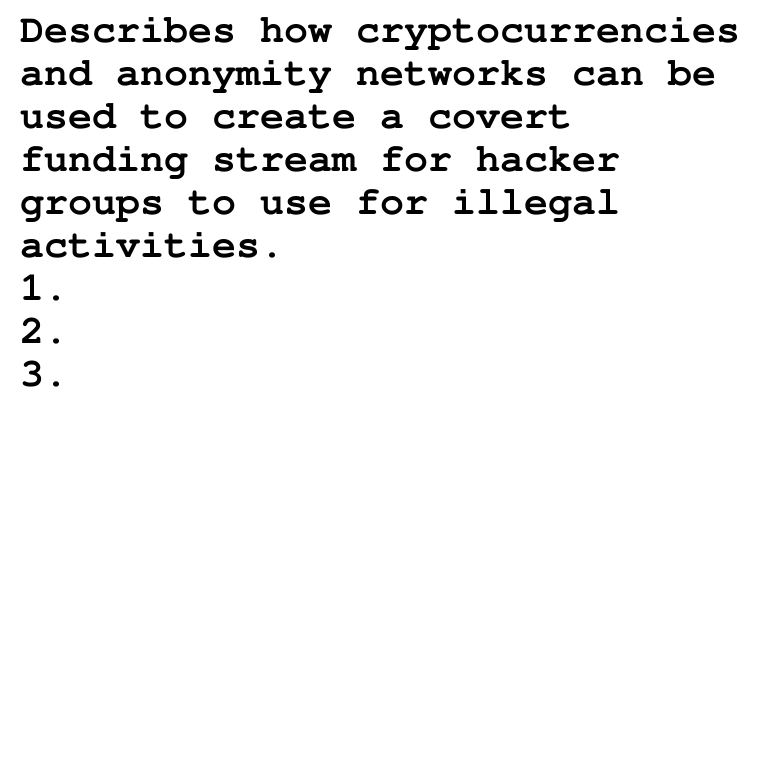 Describes how cryptocurrencies
and anonymity networks can be
used to create a covert
funding stream for hacker
groups to use for illegal
activities.
1.
2.
3.